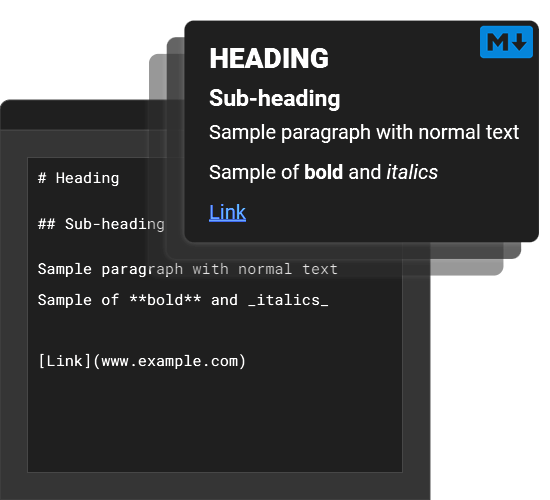 M↓
HEADING
Sub-heading
Sample paragraph with normal text
Sample of bold and italics
Link
# Heading
## Sub-heading
Sample paragraph with normal text
Sample of **bold** and _italics_
[Link](www.example.com)